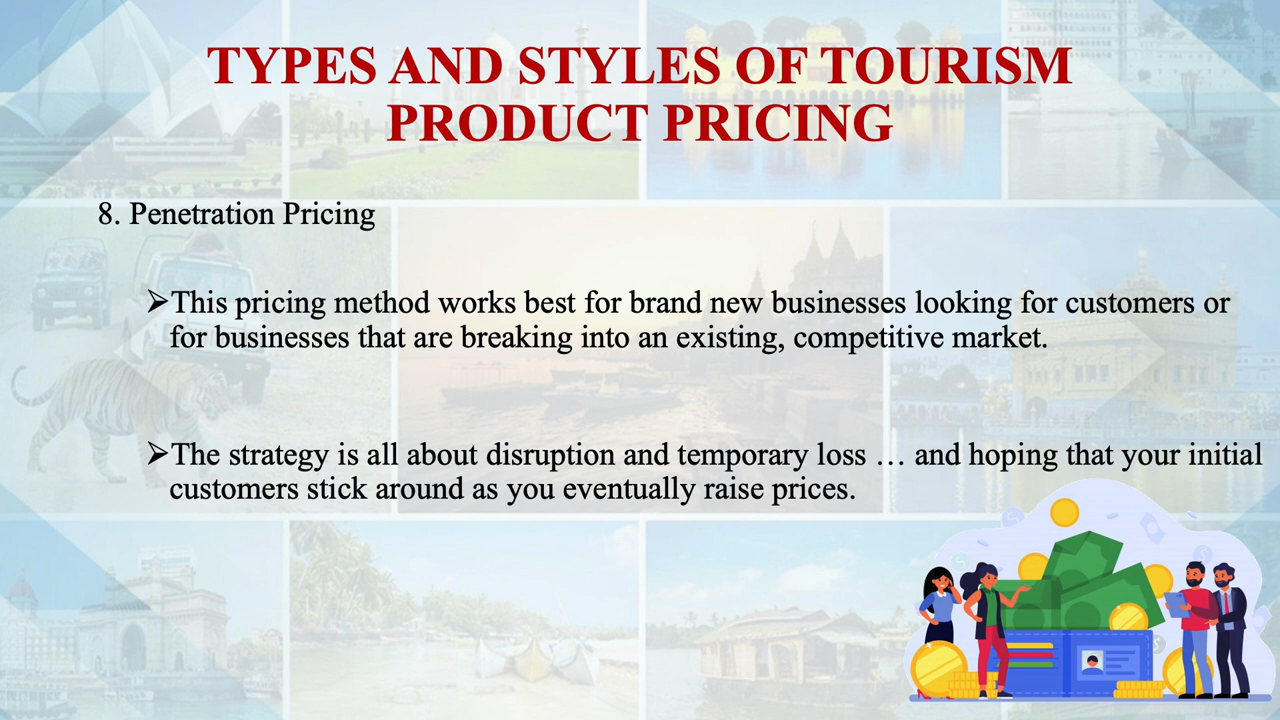 TYPES AND STYLES OF TOURISM
PRODUCT PRICING
8. Penetration Pricing
➢This pricing method works best for brand new businesses looking for customers or
for businesses that are breaking into an existing, competitive market.
➢The strategy is all about disruption and temporary loss … and hoping that your initial
customers stick around as you eventually raise prices.